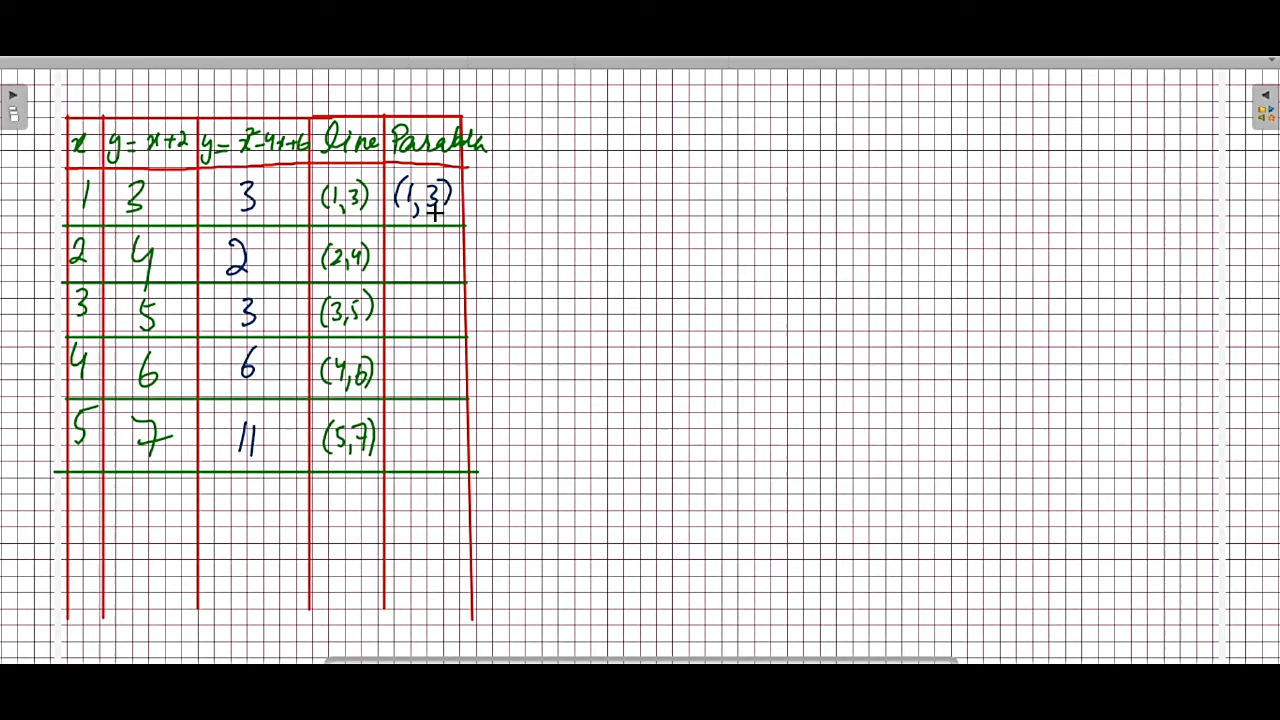 x y = x+2 y = x²-4x+6 line Parabola
1 3 3 (1,3) (1,3)
2 4 2 (2,4)
3 5 3 (3,5)
4 6 6 (4,6)
5 7 11 (5,7)